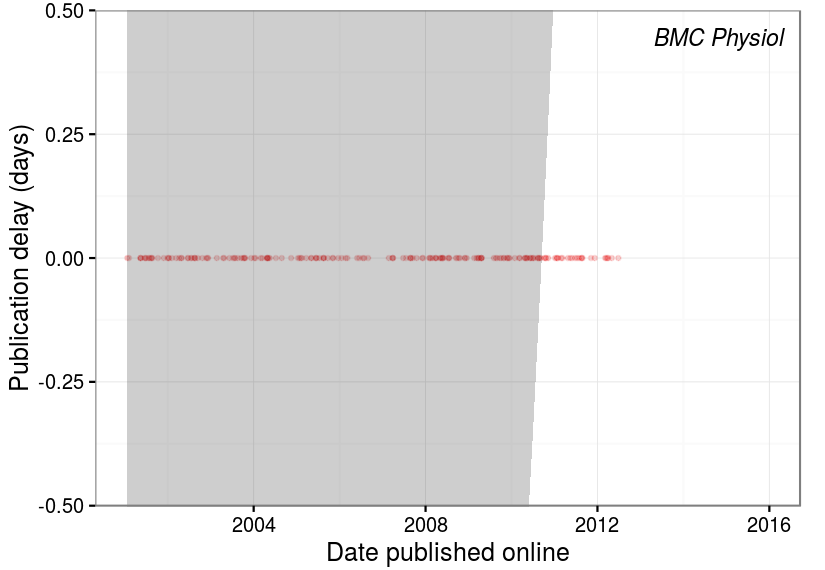 BMC Physiol
Publication delay (days)
0.50
0.25
0.00
-0.25
-0.50
2004 2008 2012 2016
Date published online